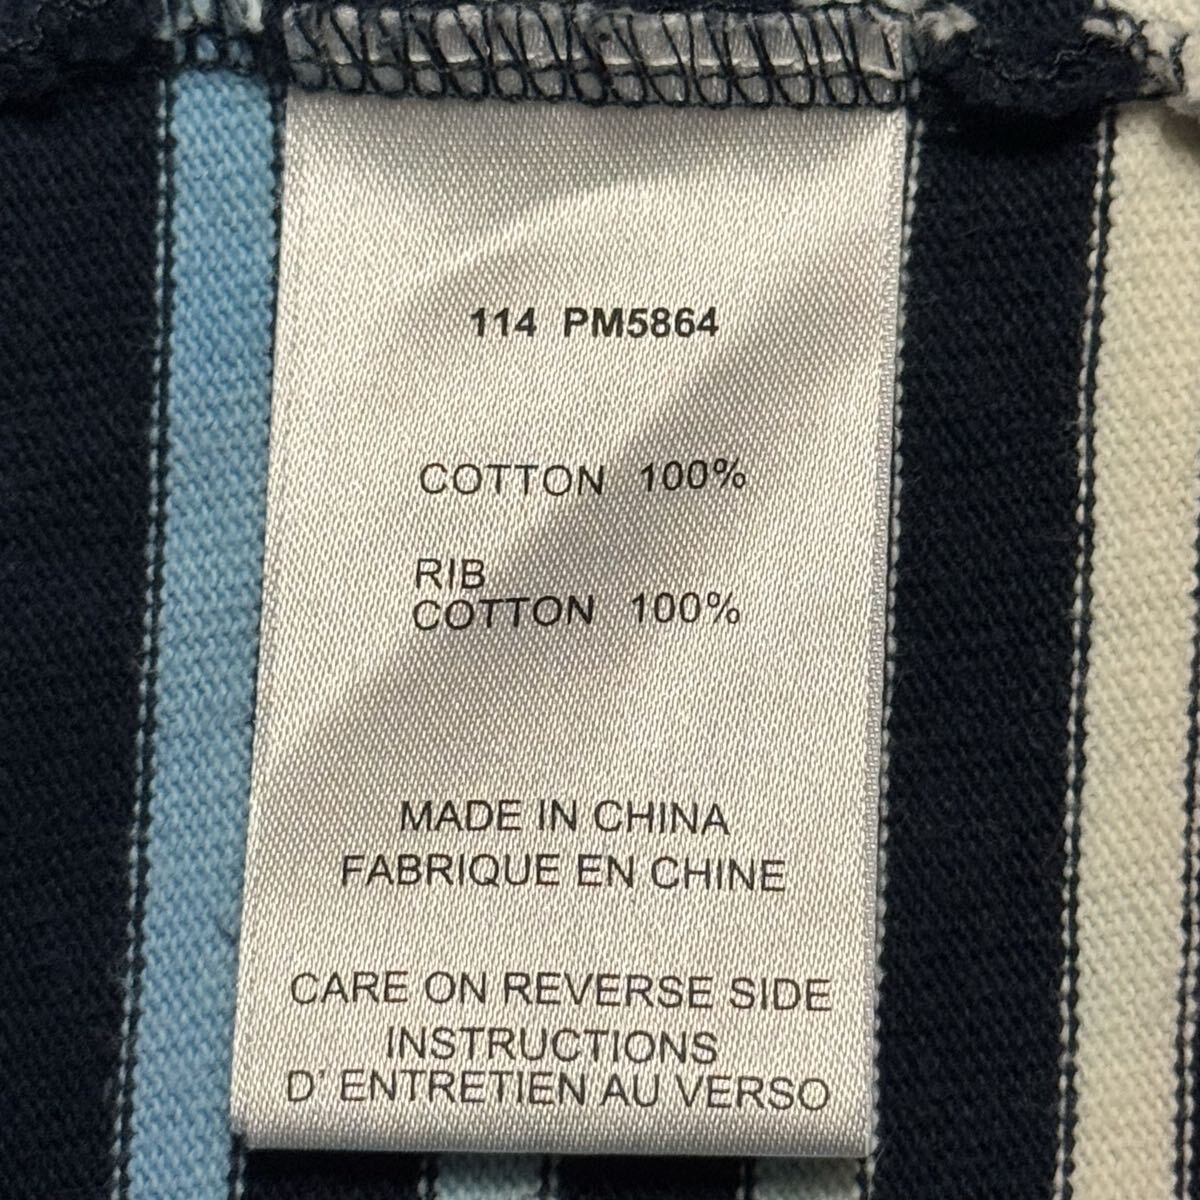 114 PM5864
COTTON 100%
RIB
COTTON 100%
MADE IN CHINA
FABRIQUE EN CHINE
CARE ON REVERSE SIDE
INSTRUCTIONS
D' ENTRETIEN AU VERSO